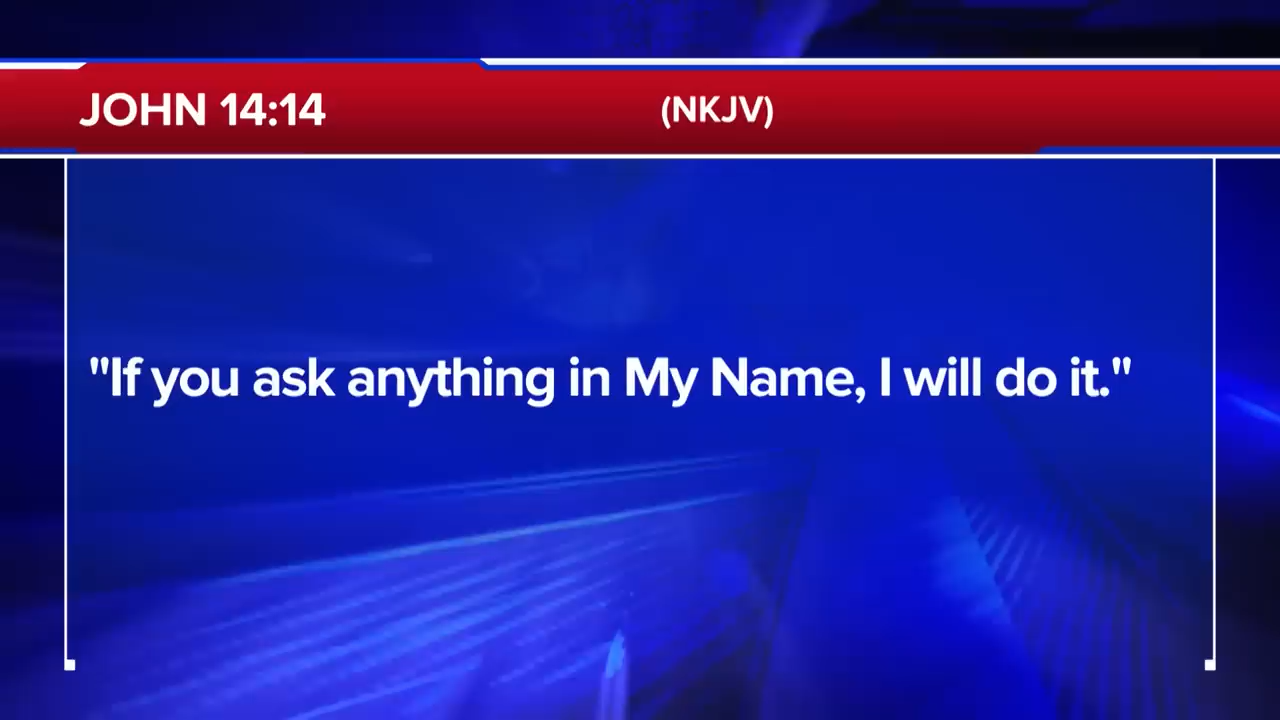 JOHN 14:14 (NKJV)
"If you ask anything in My Name, I will do it."